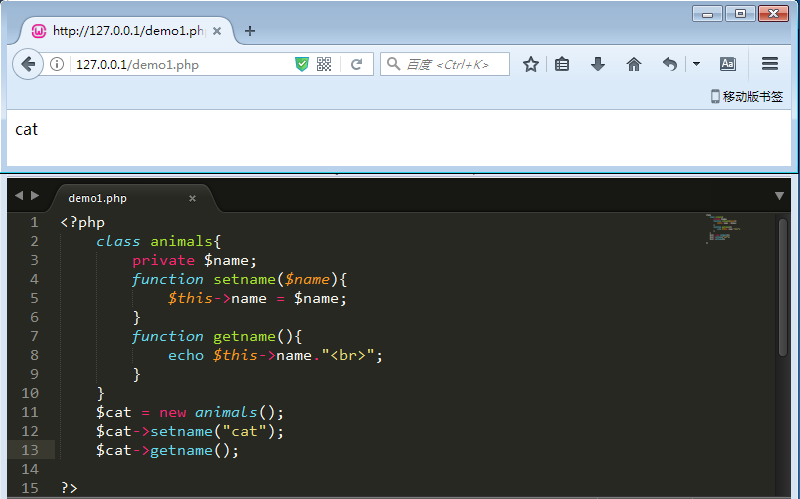 http://127.0.0.1/demo1.ph
127.0.0.1/demo1.php
百度 <Ctrl+K>
移动版书签
cat
demo1.php
1 <?php
2 class animals{
3 private $name;
4 function setname($name){
5 $this->name = $name;
6 }
7 function getname(){
8 echo $this->name."<br>";
9 }
10 }
11 $cat = new animals();
12 $cat->setname("cat");
13 $cat->getname();
14
15 ?>